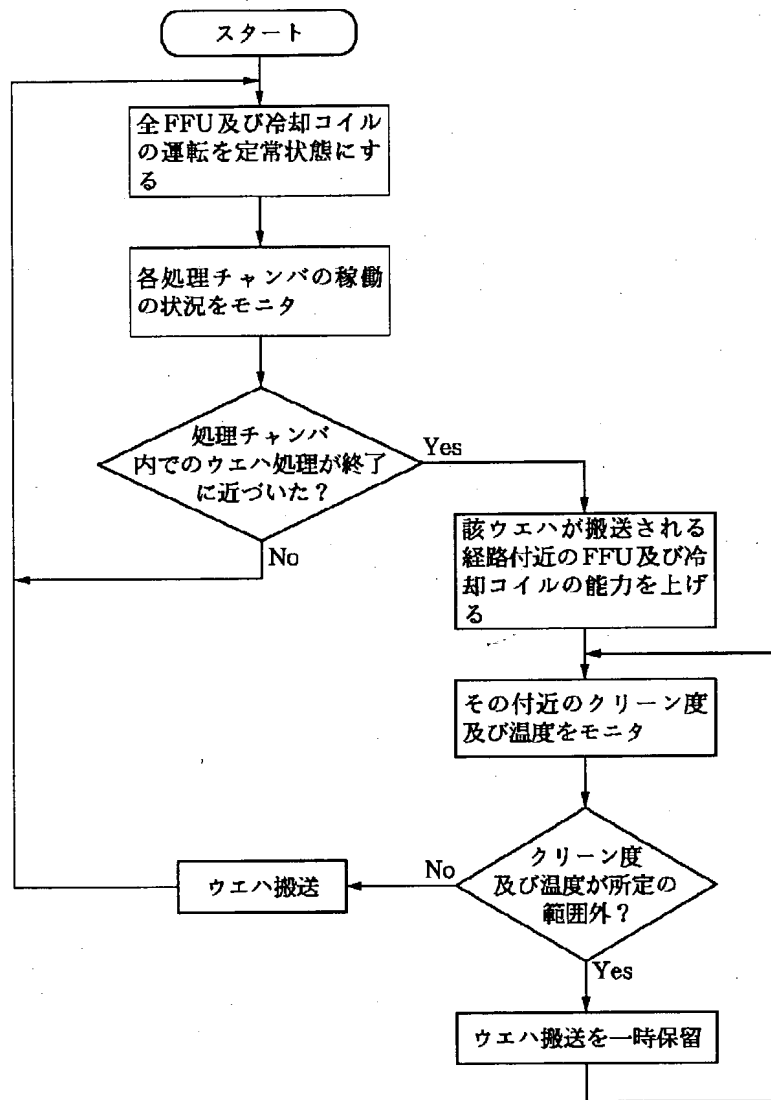 スタート
全FFU及び冷却コイル
の運転を定常状態にす
る
各処理チャンバの稼働
の状況をモニタ
処理チャンバ
内でのウエハ処理が終了
に近づいた？
Yes
No
該ウエハが搬送される
経路付近のFFU及び冷
却コイルの能力を上げ
る
その付近のクリーン度
及び温度をモニタ
クリーン度
及び温度が所定の
範囲外？
No
ウエハ搬送
Yes
ウエハ搬送を一時保留